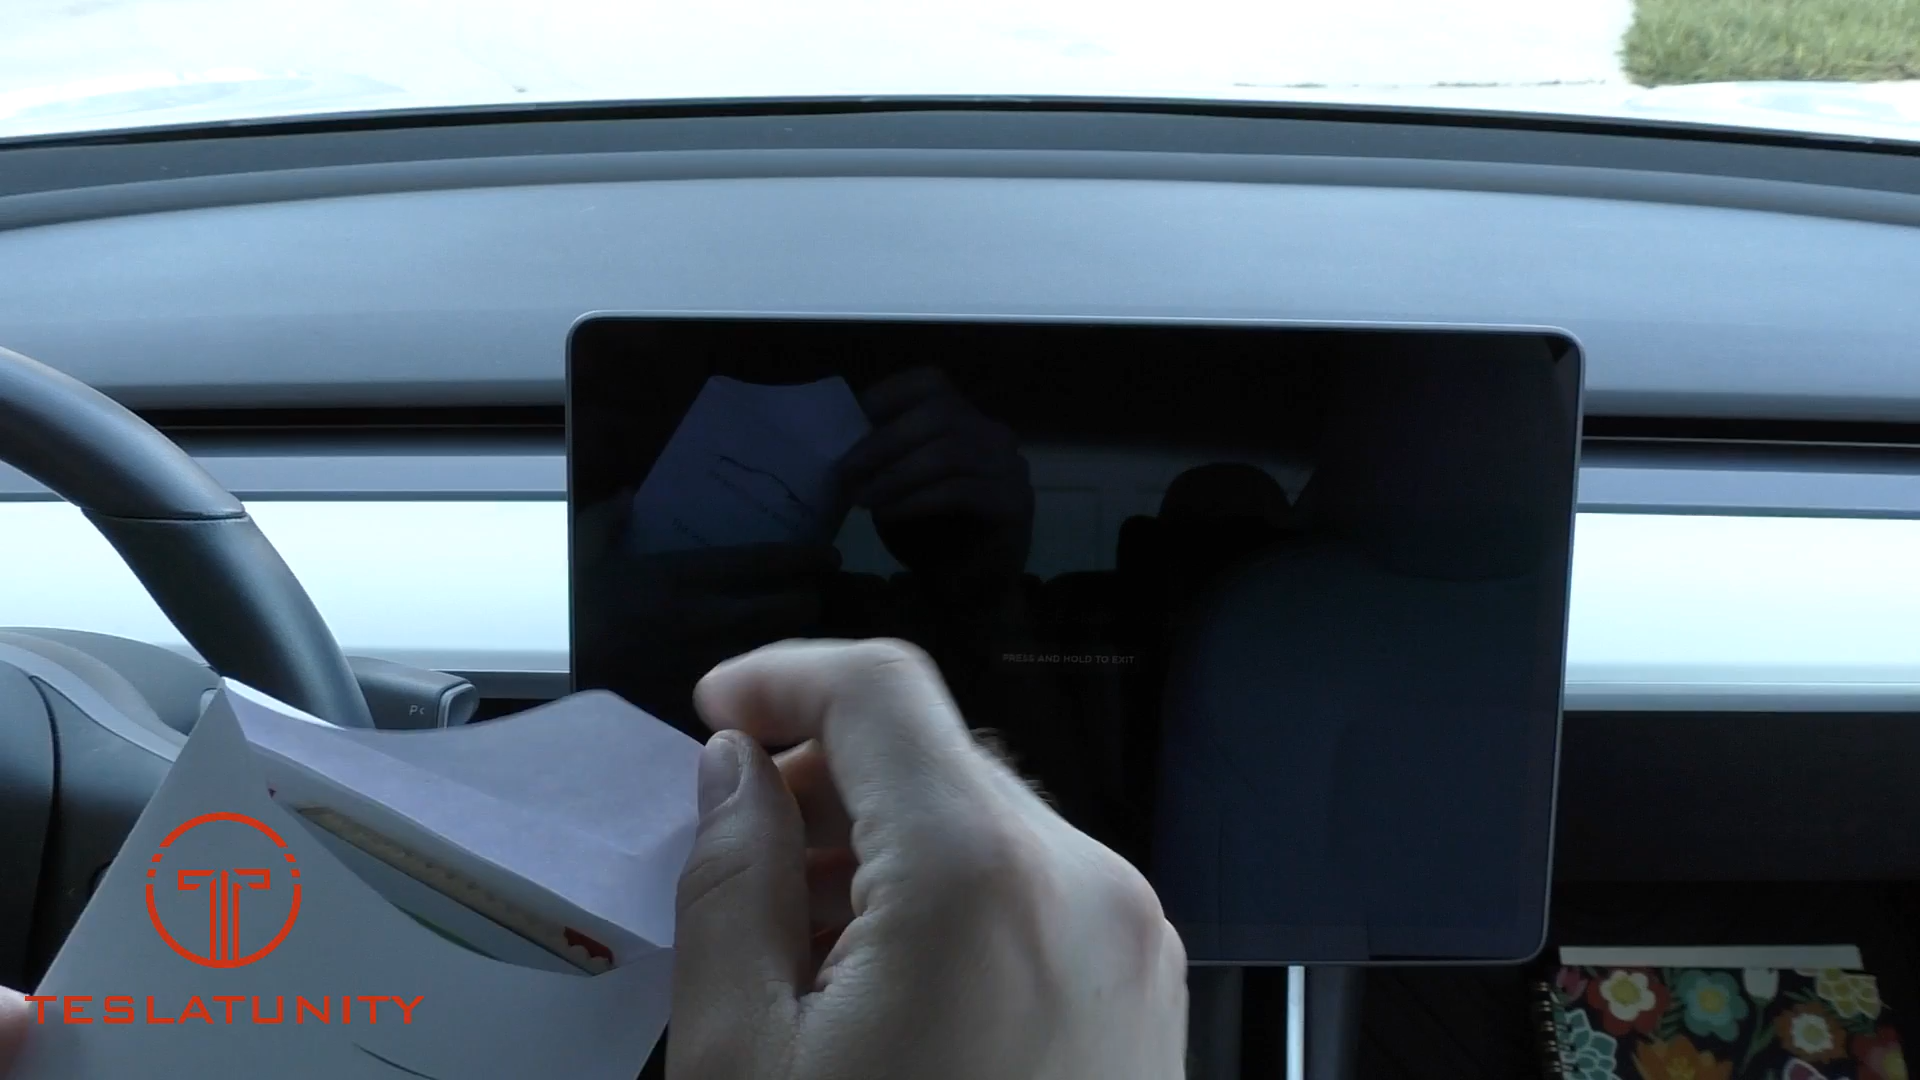 PRESS AND HOLD TO EXIT
P<
TESLATUNITY